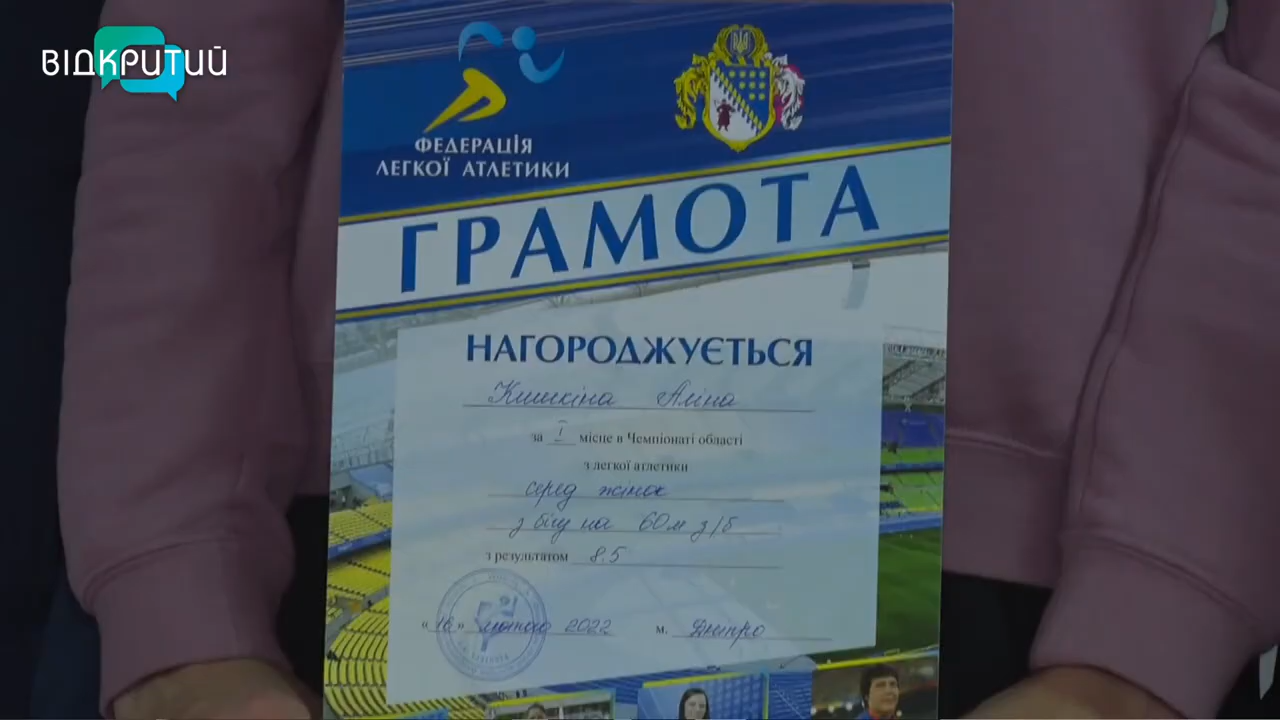 ВІДКРИТИЙ
ФЕДЕРАЦІЯ
ЛЕГКОЇ АТЛЕТИКИ
ГРАМОТА
НАГОРОДЖУЄТЬСЯ
Кишкіна Аліна
за I місце в Чемпіонаті області
з легкої атлетики
серед жінок
з бігу на 60м з/б
з результатом 8.5
«16» лютого 2022 м. Дніпро